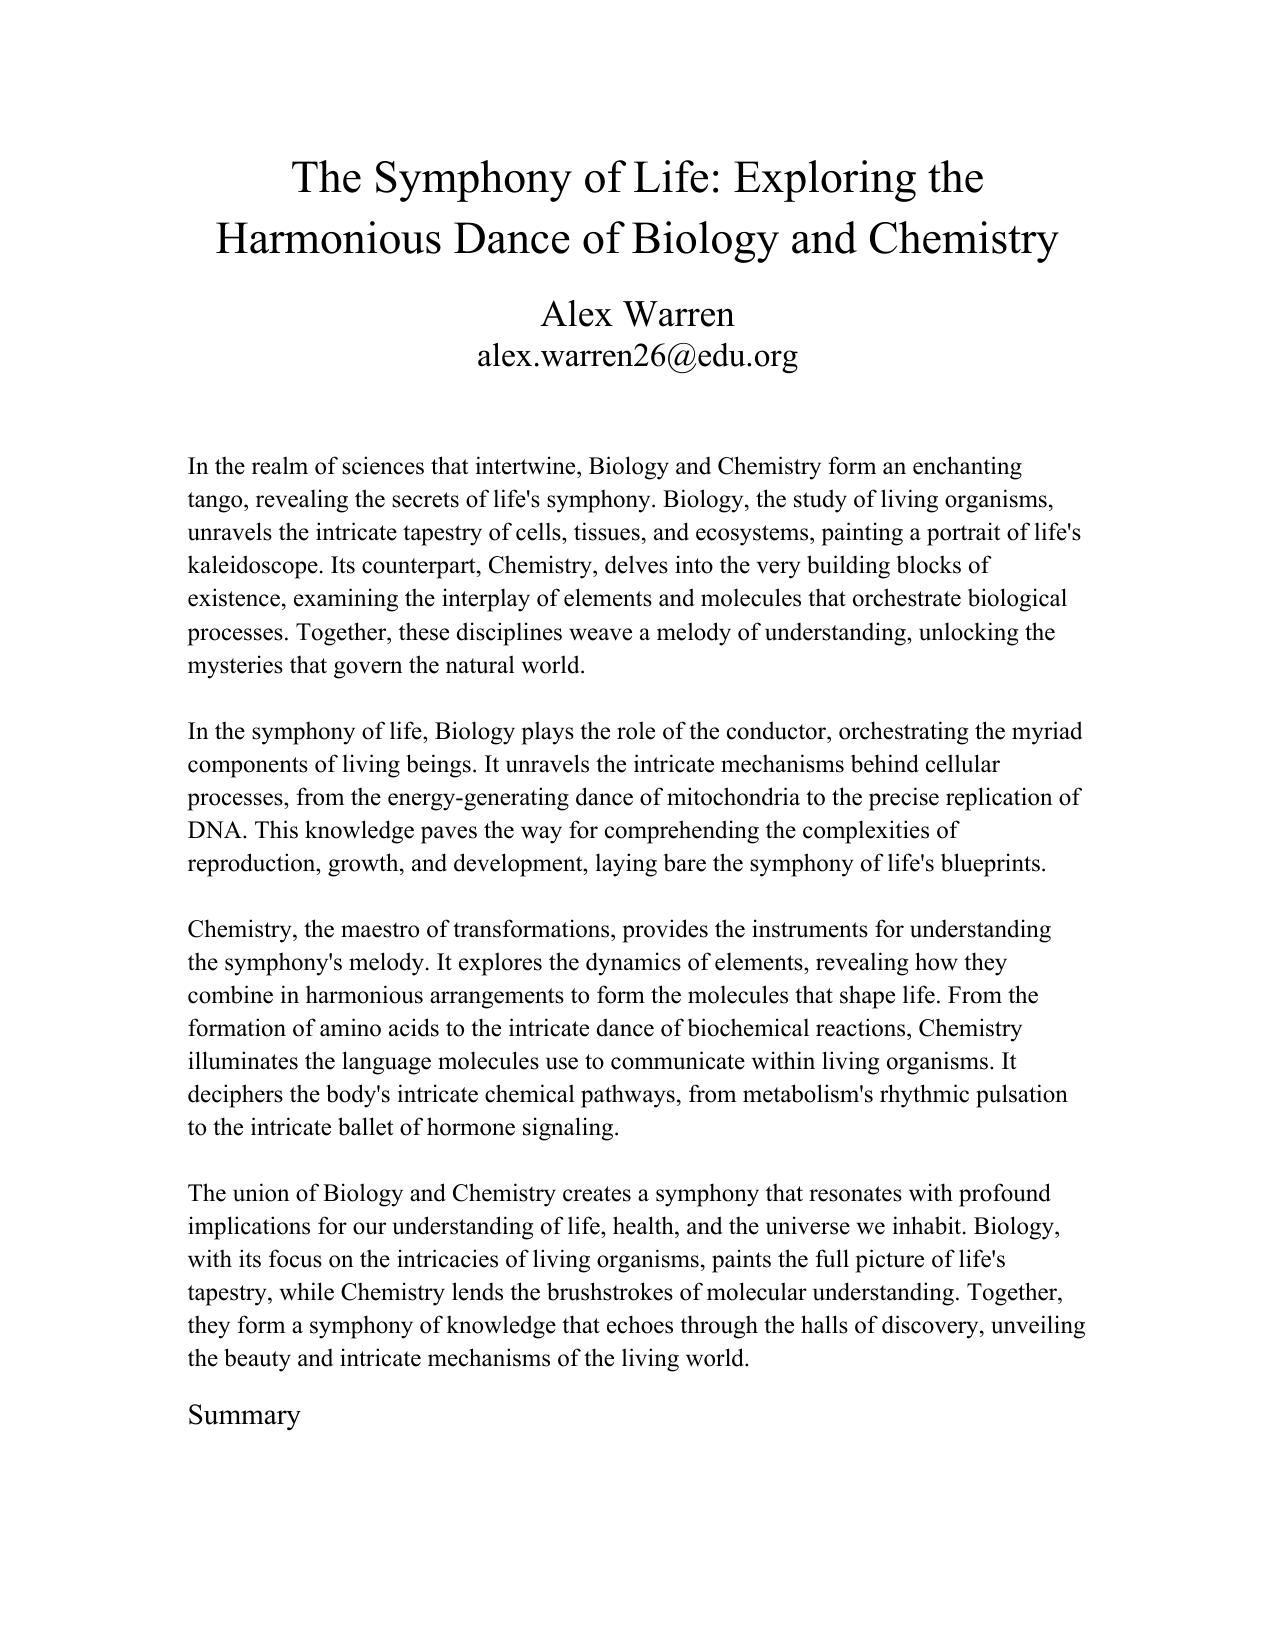 The Symphony of Life: Exploring the
Harmonious Dance of Biology and Chemistry
Alex Warren
alex.warren26@edu.org
In the realm of sciences that intertwine, Biology and Chemistry form an enchanting
tango, revealing the secrets of life's symphony. Biology, the study of living organisms,
unravels the intricate tapestry of cells, tissues, and ecosystems, painting a portrait of life's
kaleidoscope. Its counterpart, Chemistry, delves into the very building blocks of
existence, examining the interplay of elements and molecules that orchestrate biological
processes. Together, these disciplines weave a melody of understanding, unlocking the
mysteries that govern the natural world.
In the symphony of life, Biology plays the role of the conductor, orchestrating the myriad
components of living beings. It unravels the intricate mechanisms behind cellular
processes, from the energy-generating dance of mitochondria to the precise replication of
DNA. This knowledge paves the way for comprehending the complexities of
reproduction, growth, and development, laying bare the symphony of life's blueprints.
Chemistry, the maestro of transformations, provides the instruments for understanding
the symphony's melody. It explores the dynamics of elements, revealing how they
combine in harmonious arrangements to form the molecules that shape life. From the
formation of amino acids to the intricate dance of biochemical reactions, Chemistry
illuminates the language molecules use to communicate within living organisms. It
deciphers the body's intricate chemical pathways, from metabolism's rhythmic pulsation
to the intricate ballet of hormone signaling.
The union of Biology and Chemistry creates a symphony that resonates with profound
implications for our understanding of life, health, and the universe we inhabit. Biology,
with its focus on the intricacies of living organisms, paints the full picture of life's
tapestry, while Chemistry lends the brushstrokes of molecular understanding. Together,
they form a symphony of knowledge that echoes through the halls of discovery, unveiling
the beauty and intricate mechanisms of the living world.
Summary